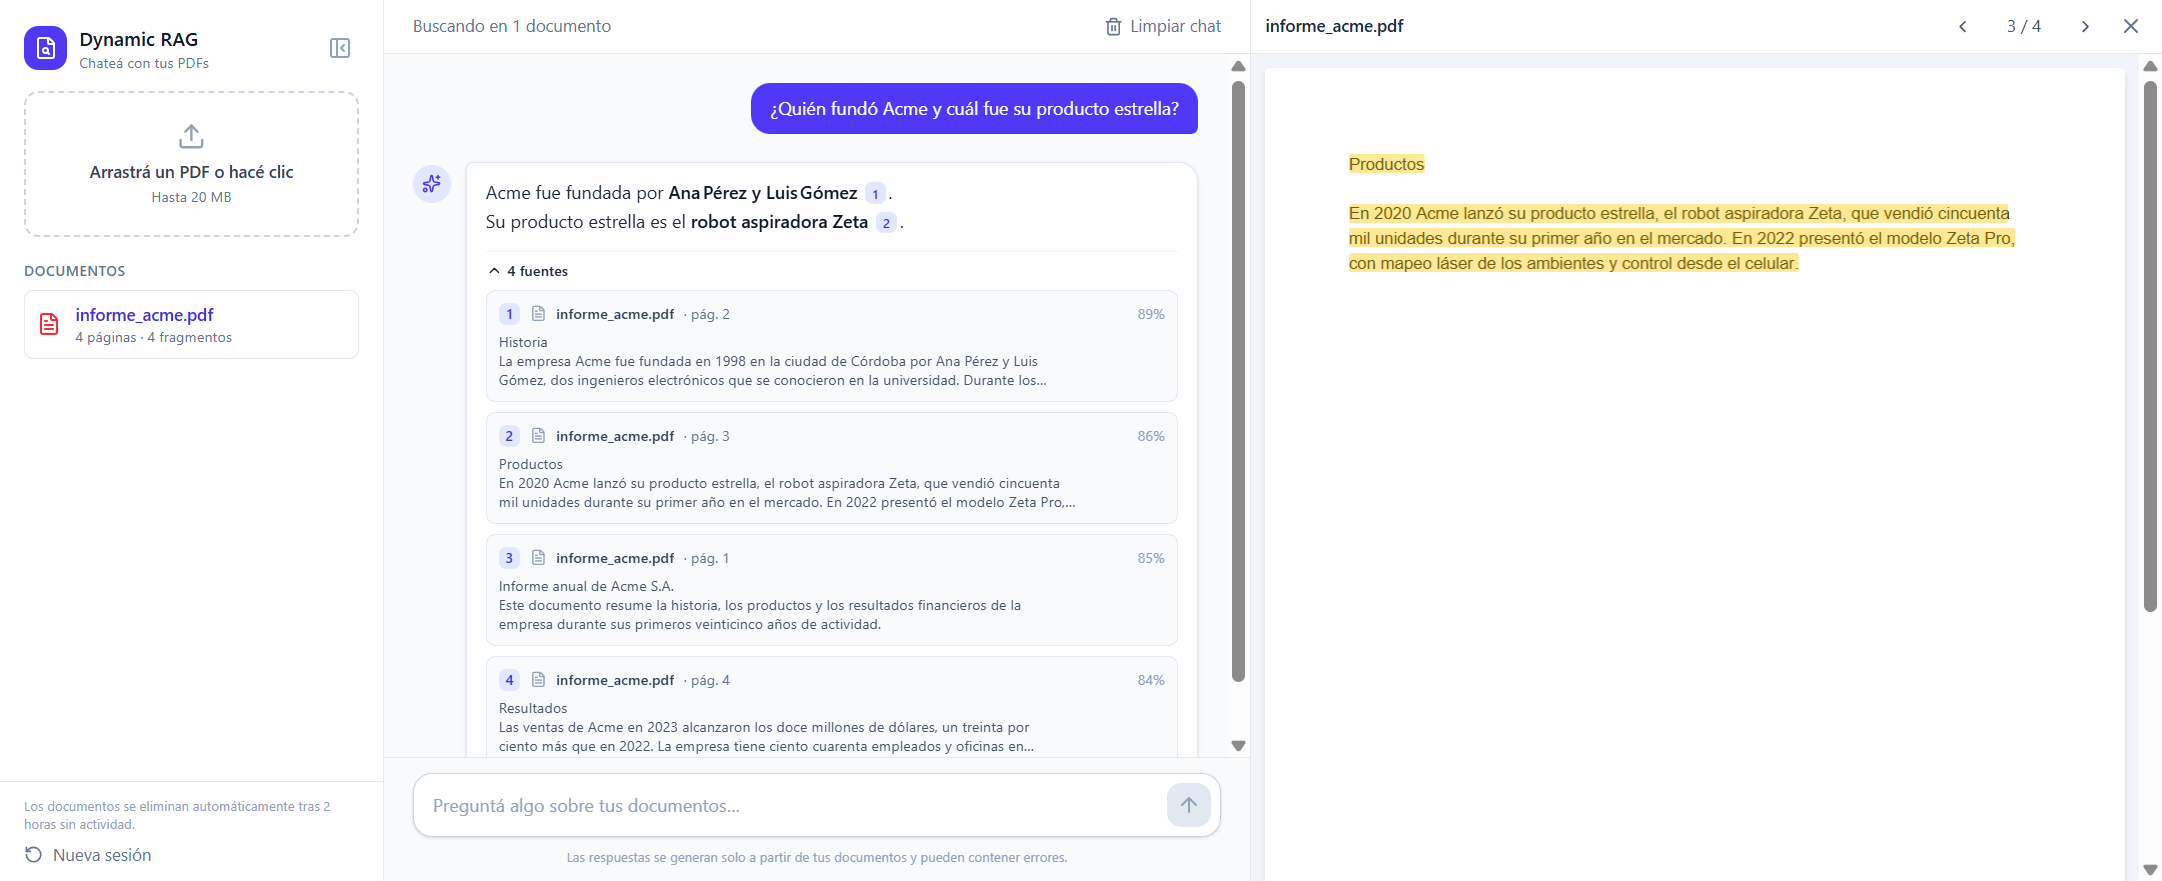 Dynamic RAG
Chateá con tus PDFs
Arrastrá un PDF o hacé clic
Hasta 20 MB
DOCUMENTOS
informe_acme.pdf
4 páginas · 4 fragmentos
Los documentos se eliminan automáticamente tras 2
horas sin actividad.
Nueva sesión
Buscando en 1 documento
Limpiar chat
¿Quién fundó Acme y cuál fue su producto estrella?
Acme fue fundada por Ana Pérez y Luis Gómez 1 .
Su producto estrella es el robot aspiradora Zeta 2 .
4 fuentes
1 informe_acme.pdf · pág. 2 89%
Historia
La empresa Acme fue fundada en 1998 en la ciudad de Córdoba por Ana Pérez y Luis
Gómez, dos ingenieros electrónicos que se conocieron en la universidad. Durante los...
2 informe_acme.pdf · pág. 3 86%
Productos
En 2020 Acme lanzó su producto estrella, el robot aspiradora Zeta, que vendió cincuenta
mil unidades durante su primer año en el mercado. En 2022 presentó el modelo Zeta Pro,...
3 informe_acme.pdf · pág. 1 85%
Informe anual de Acme S.A.
Este documento resume la historia, los productos y los resultados financieros de la
empresa durante sus primeros veinticinco años de actividad.
4 informe_acme.pdf · pág. 4 84%
Resultados
Las ventas de Acme en 2023 alcanzaron los doce millones de dólares, un treinta por
ciento más que en 2022. La empresa tiene ciento cuarenta empleados y oficinas en...
Preguntá algo sobre tus documentos...
Las respuestas se generan solo a partir de tus documentos y pueden contener errores.
informe_acme.pdf
3 / 4
Productos
En 2020 Acme lanzó su producto estrella, el robot aspiradora Zeta, que vendió cincuenta
mil unidades durante su primer año en el mercado. En 2022 presentó el modelo Zeta Pro,
con mapeo láser de los ambientes y control desde el celular.